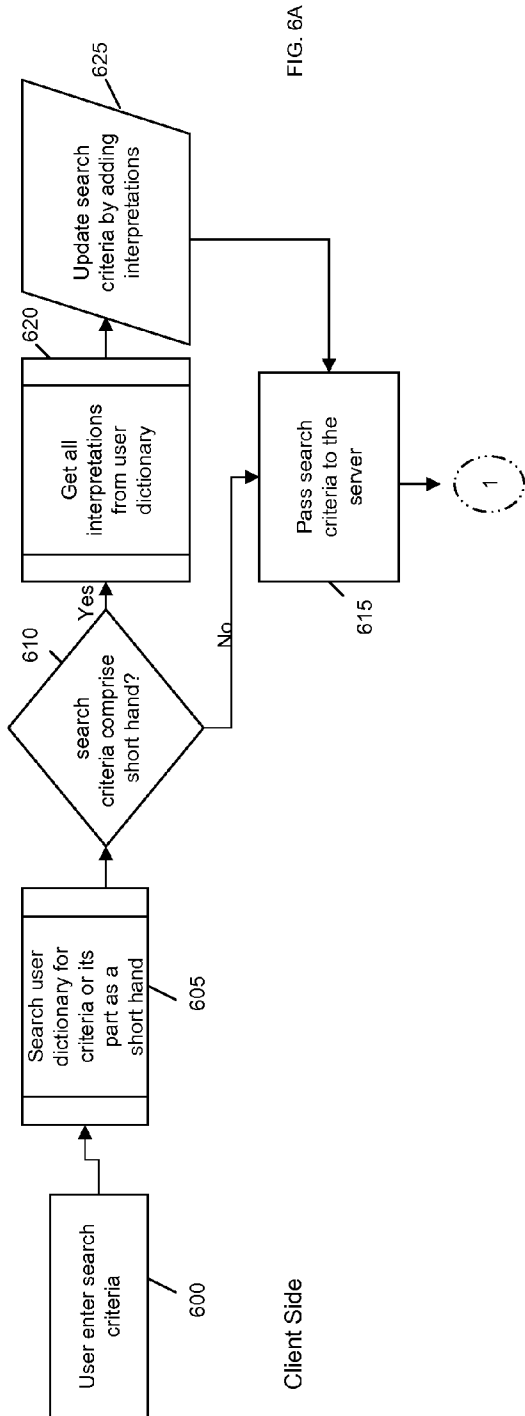 User enter search
criteria
600
Search user
dictionary for
criteria or its
part as a
short hand
605
search
criteria comprise
short hand?
610
Yes
No
Get all
interpretations
from user
dictionary
620
Update search
criteria by adding
interpretations
625
Pass search
criteria to the
server
615
1
Client Side
FIG. 6A